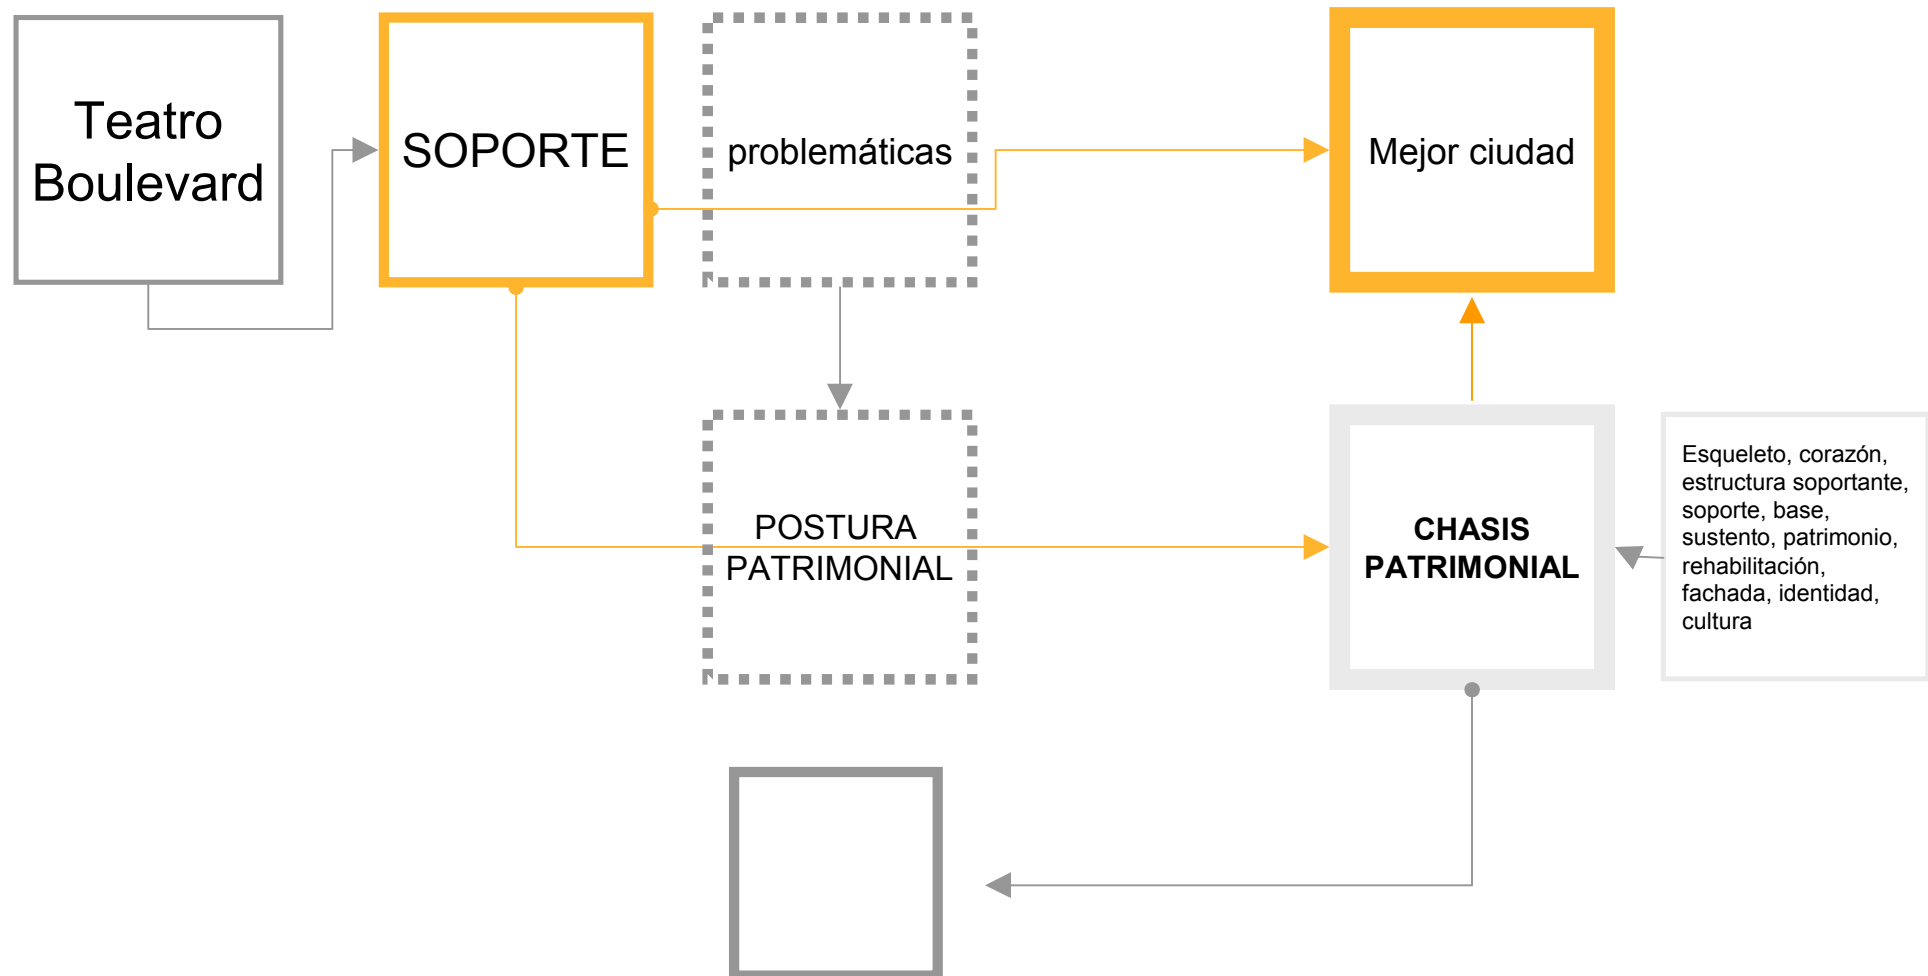 Teatro
Boulevard
SOPORTE
problemáticas
Mejor ciudad
POSTURA
PATRIMONIAL
CHASIS
PATRIMONIAL
Esqueleto, corazón,
estructura soportante,
soporte, base,
sustento, patrimonio,
rehabilitación,
fachada, identidad,
cultura